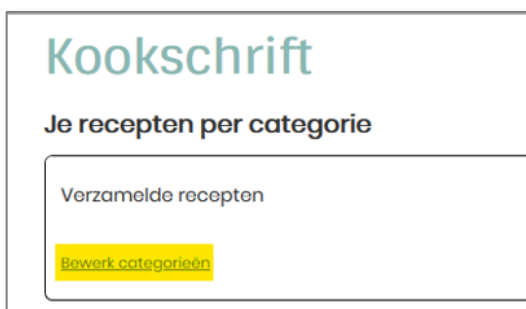 Kookschrift
Je recepten per categorie
Verzamelde recepten
Bewerk categorieën